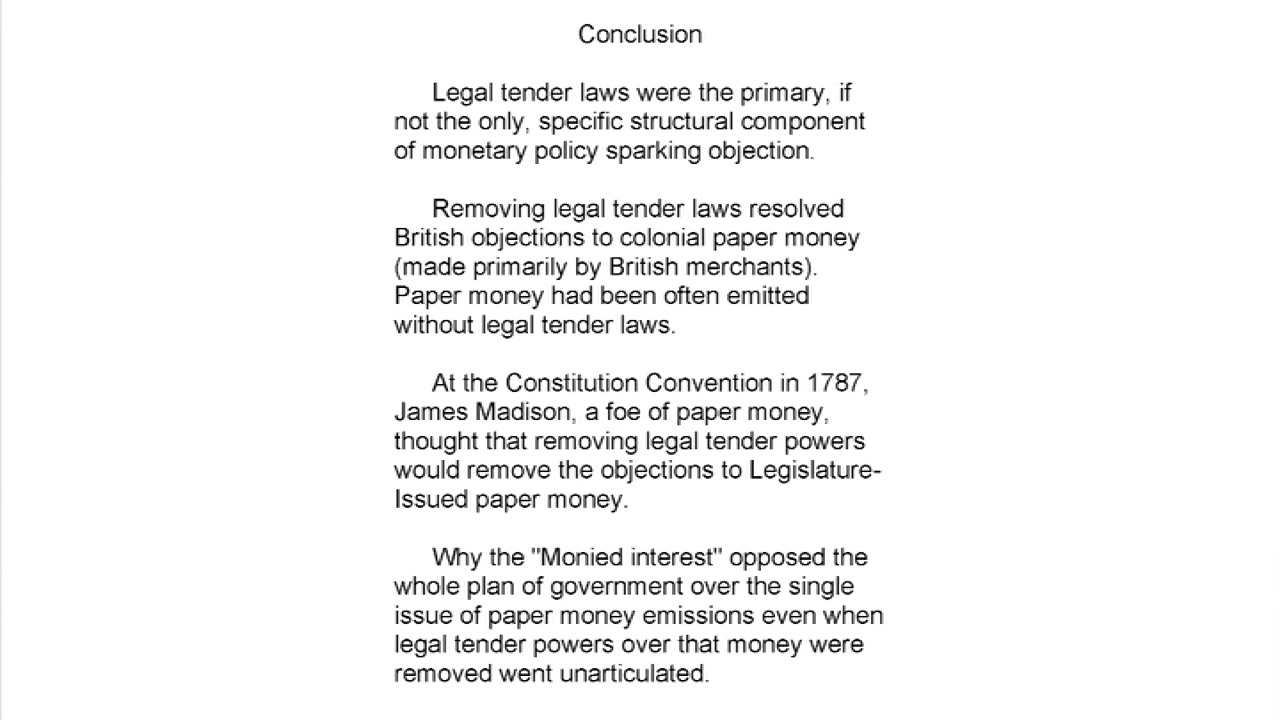 Conclusion
Legal tender laws were the primary, if
not the only, specific structural component
of monetary policy sparking objection.
Removing legal tender laws resolved
British objections to colonial paper money
(made primarily by British merchants).
Paper money had been often emitted
without legal tender laws.
At the Constitution Convention in 1787,
James Madison, a foe of paper money,
thought that removing legal tender powers
would remove the objections to Legislature-
Issued paper money.
Why the "Monied interest" opposed the
whole plan of government over the single
issue of paper money emissions even when
legal tender powers over that money were
removed went unarticulated.